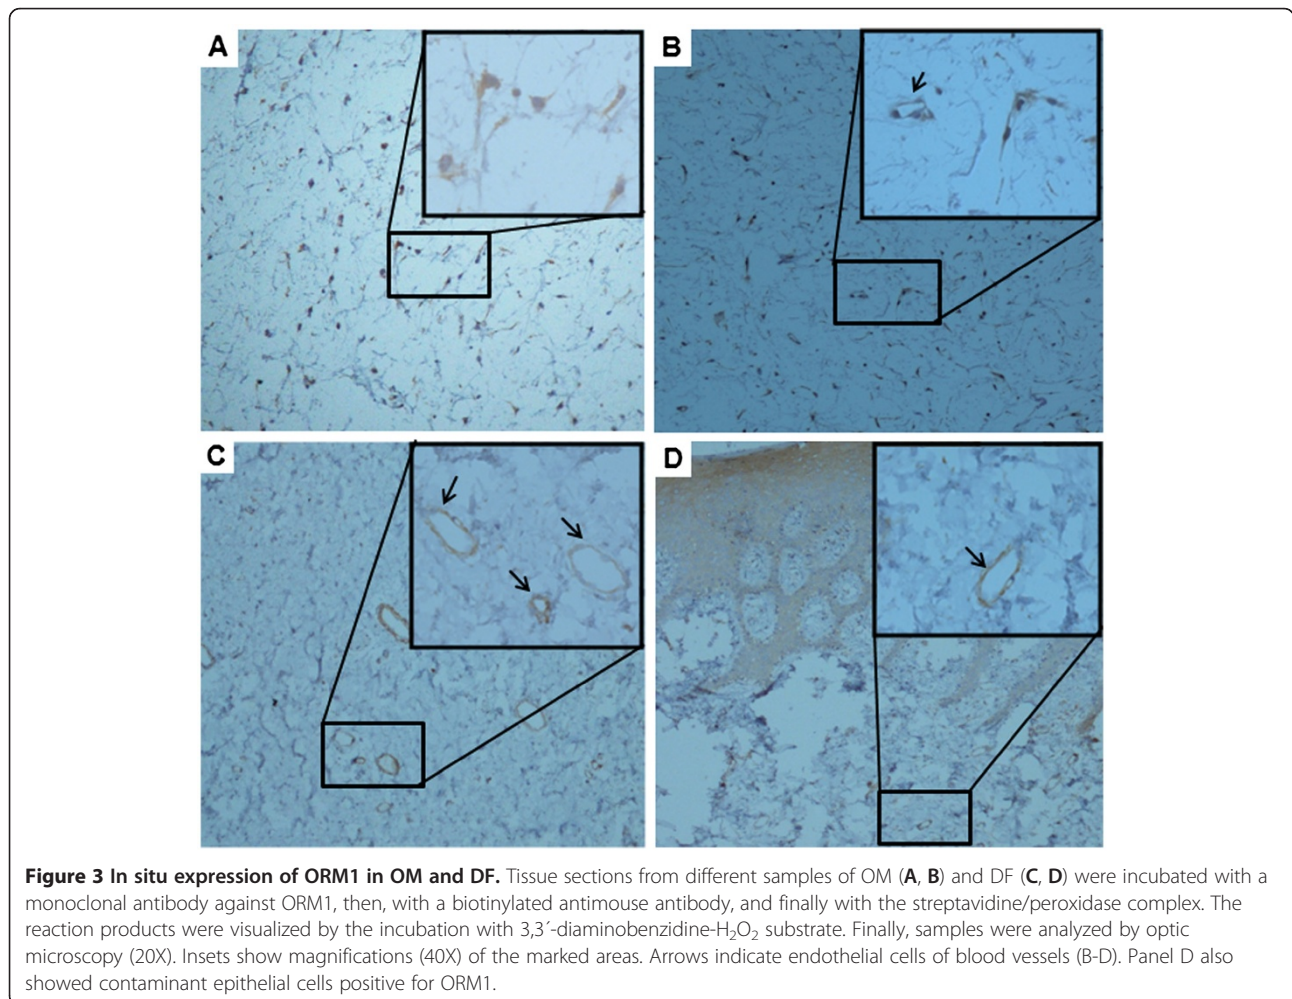 A
B
C
D
Figure 3 In situ expression of ORM1 in OM and DF. Tissue sections from different samples of OM (A, B) and DF (C, D) were incubated with a
monoclonal antibody against ORM1, then, with a biotinylated antimouse antibody, and finally with the streptavidine/peroxidase complex. The
reaction products were visualized by the incubation with 3,3´-diaminobenzidine-H₂O₂ substrate. Finally, samples were analyzed by optic
microscopy (20X). Insets show magnifications (40X) of the marked areas. Arrows indicate endothelial cells of blood vessels (B-D). Panel D also
showed contaminant epithelial cells positive for ORM1.